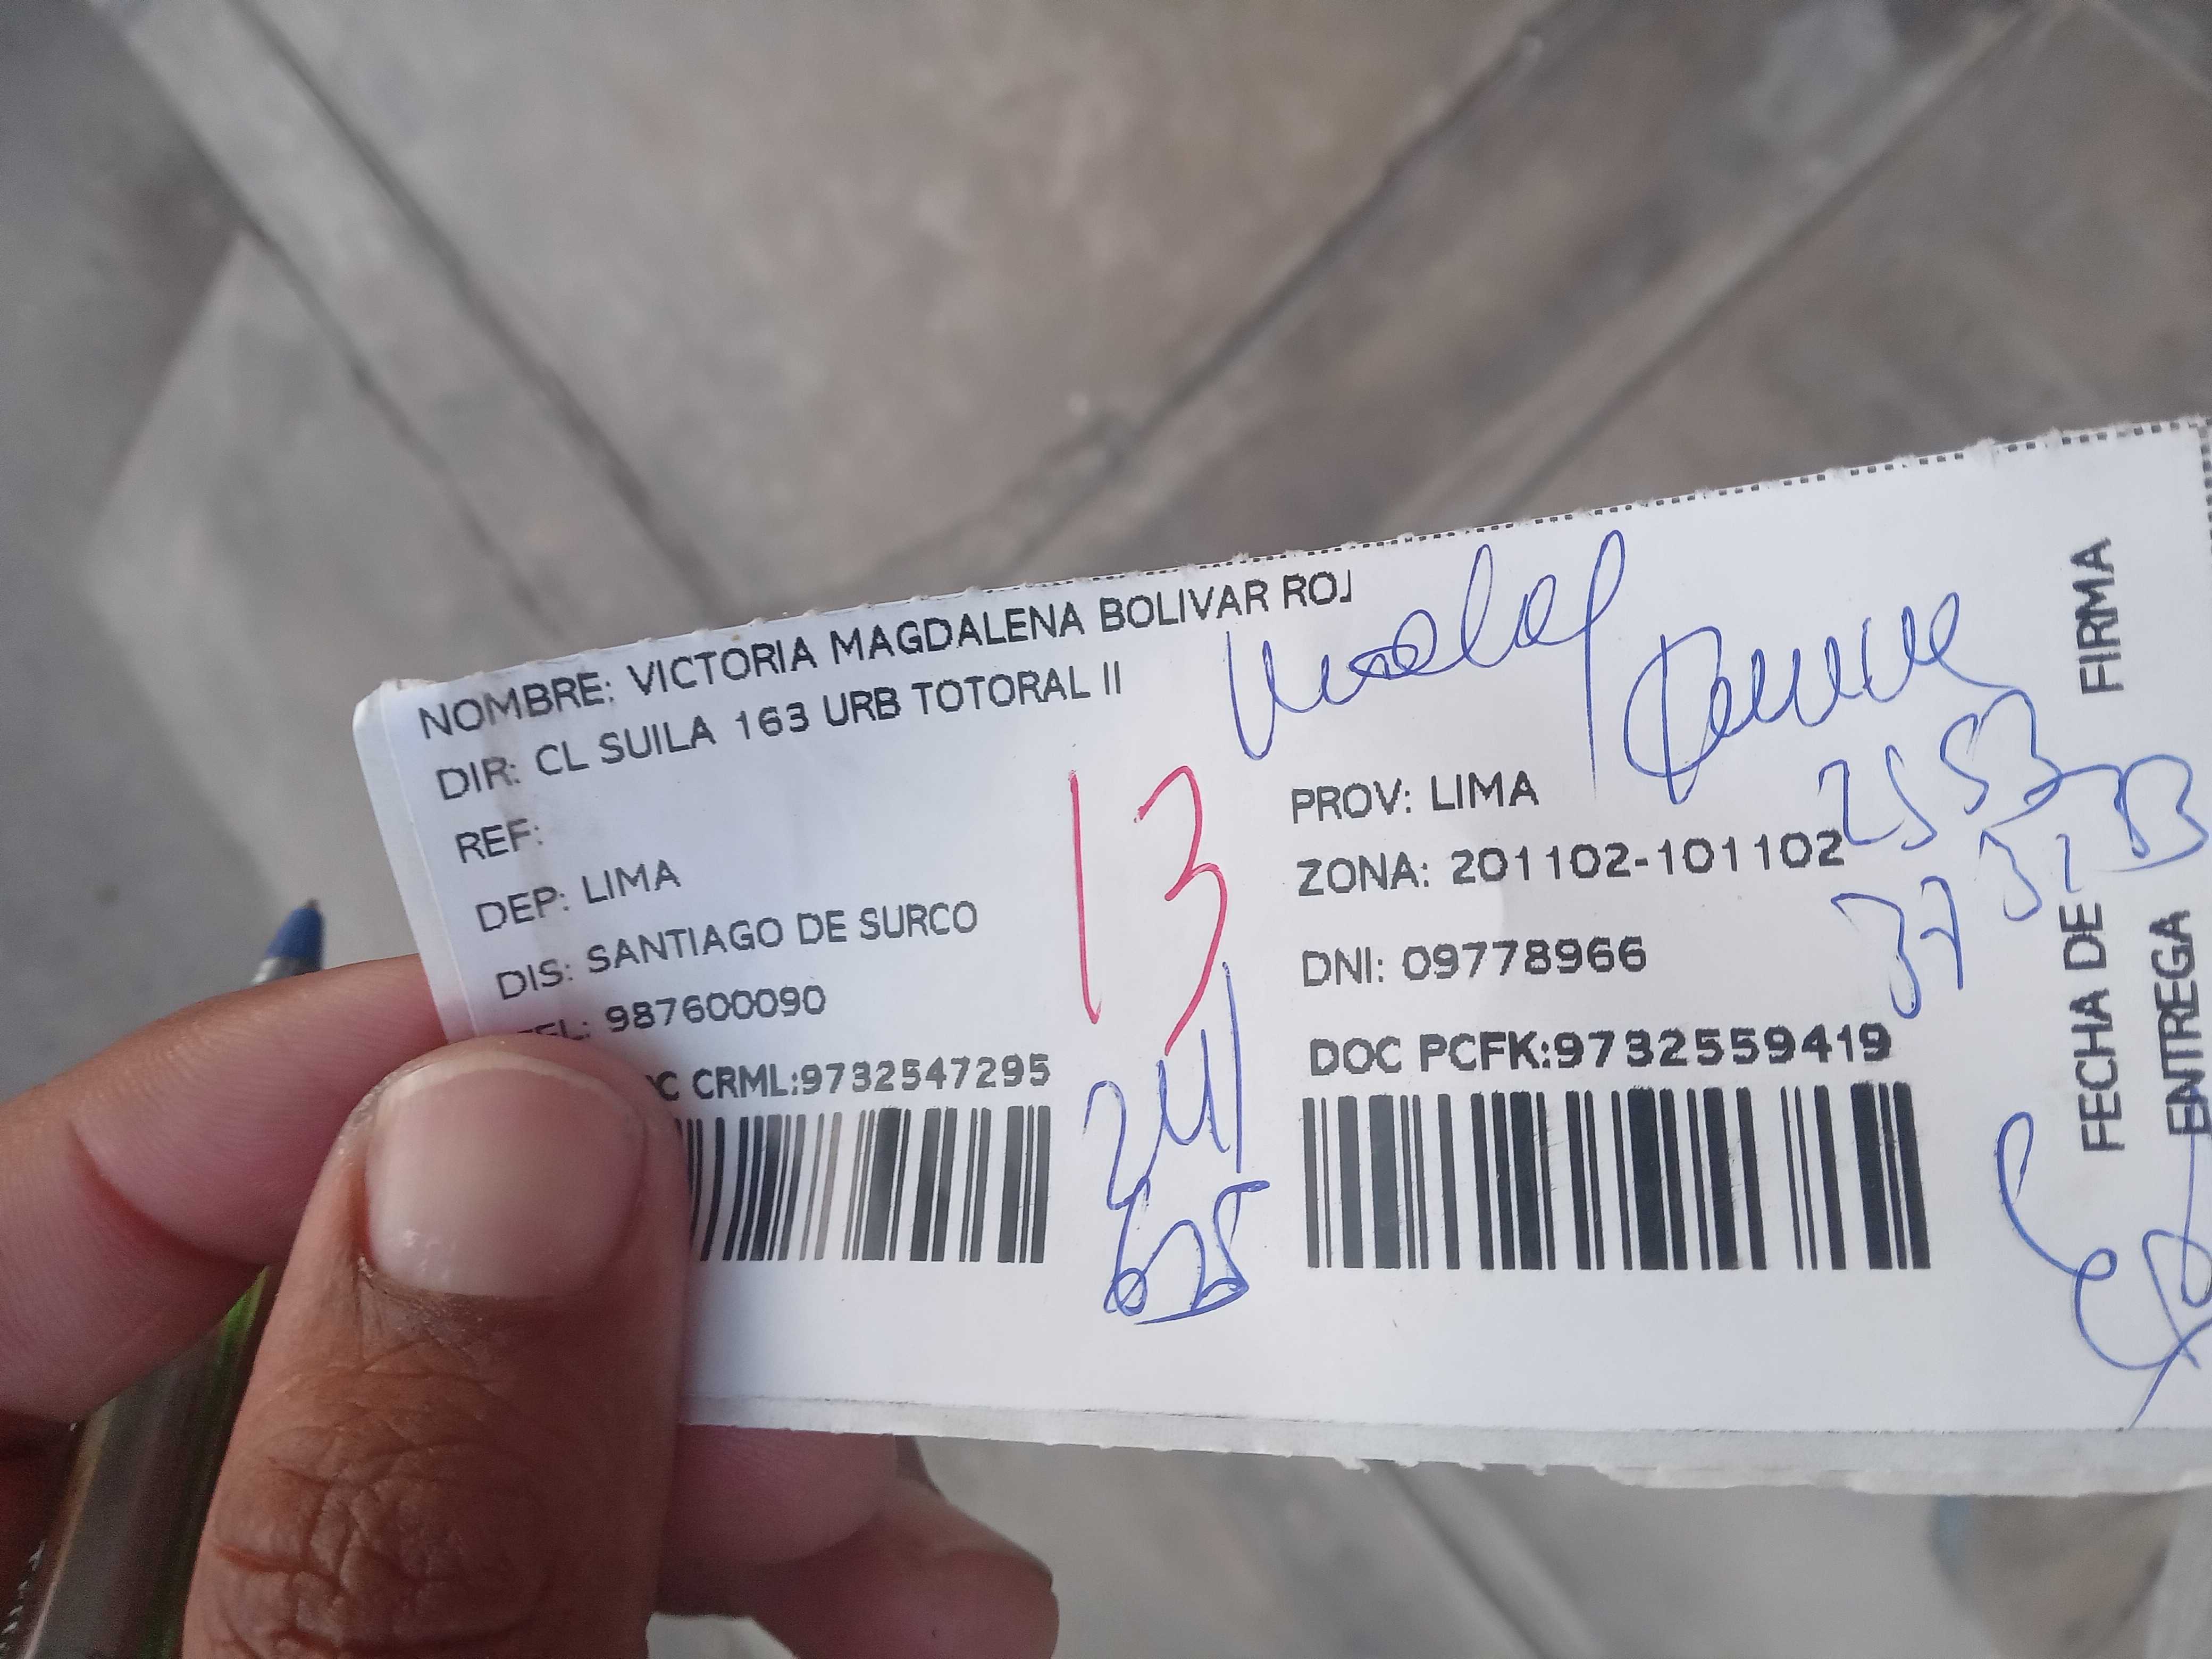 NOMBRE: VICTORIA MAGDALENA BOLIVAR ROJ
DIR: CL SUILA 163 URB TOTORAL II
REF:
DEP: LIMA
PROV: LIMA
DIS: SANTIAGO DE SURCO
ZONA: 201102-101102
TEL: 987600090
DNI: 09778966
CRML:9732547295
DOC PCFK:9732559419
13
241
FIRMA
FECHA DE
ENTREGA